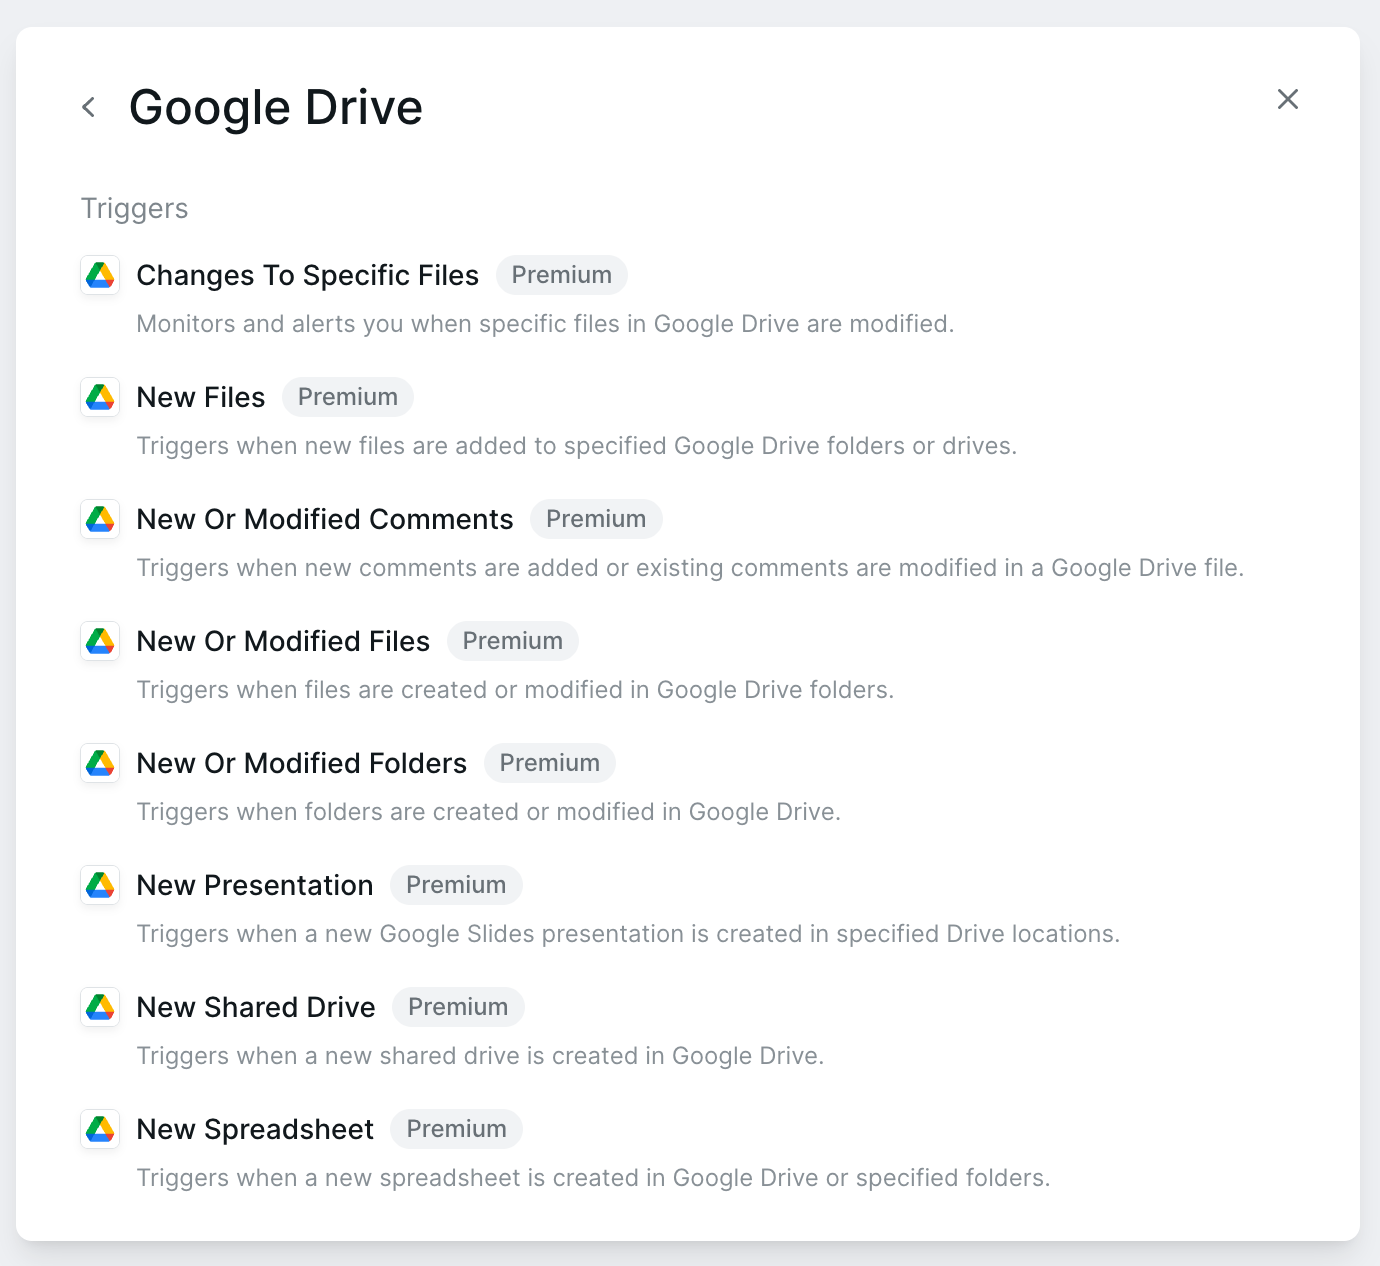 Google Drive
Triggers
Changes To Specific Files Premium
Monitors and alerts you when specific files in Google Drive are modified.
New Files Premium
Triggers when new files are added to specified Google Drive folders or drives.
New Or Modified Comments Premium
Triggers when new comments are added or existing comments are modified in a Google Drive file.
New Or Modified Files Premium
Triggers when files are created or modified in Google Drive folders.
New Or Modified Folders Premium
Triggers when folders are created or modified in Google Drive.
New Presentation Premium
Triggers when a new Google Slides presentation is created in specified Drive locations.
New Shared Drive Premium
Triggers when a new shared drive is created in Google Drive.
New Spreadsheet Premium
Triggers when a new spreadsheet is created in Google Drive or specified folders.